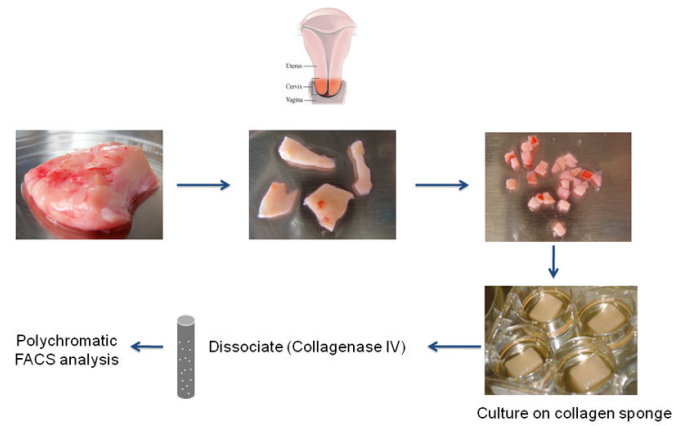 Uterus
Cervix
Vagina
Polychromatic
FACS analysis
Dissociate (Collagenase IV)
Culture on collagen sponge